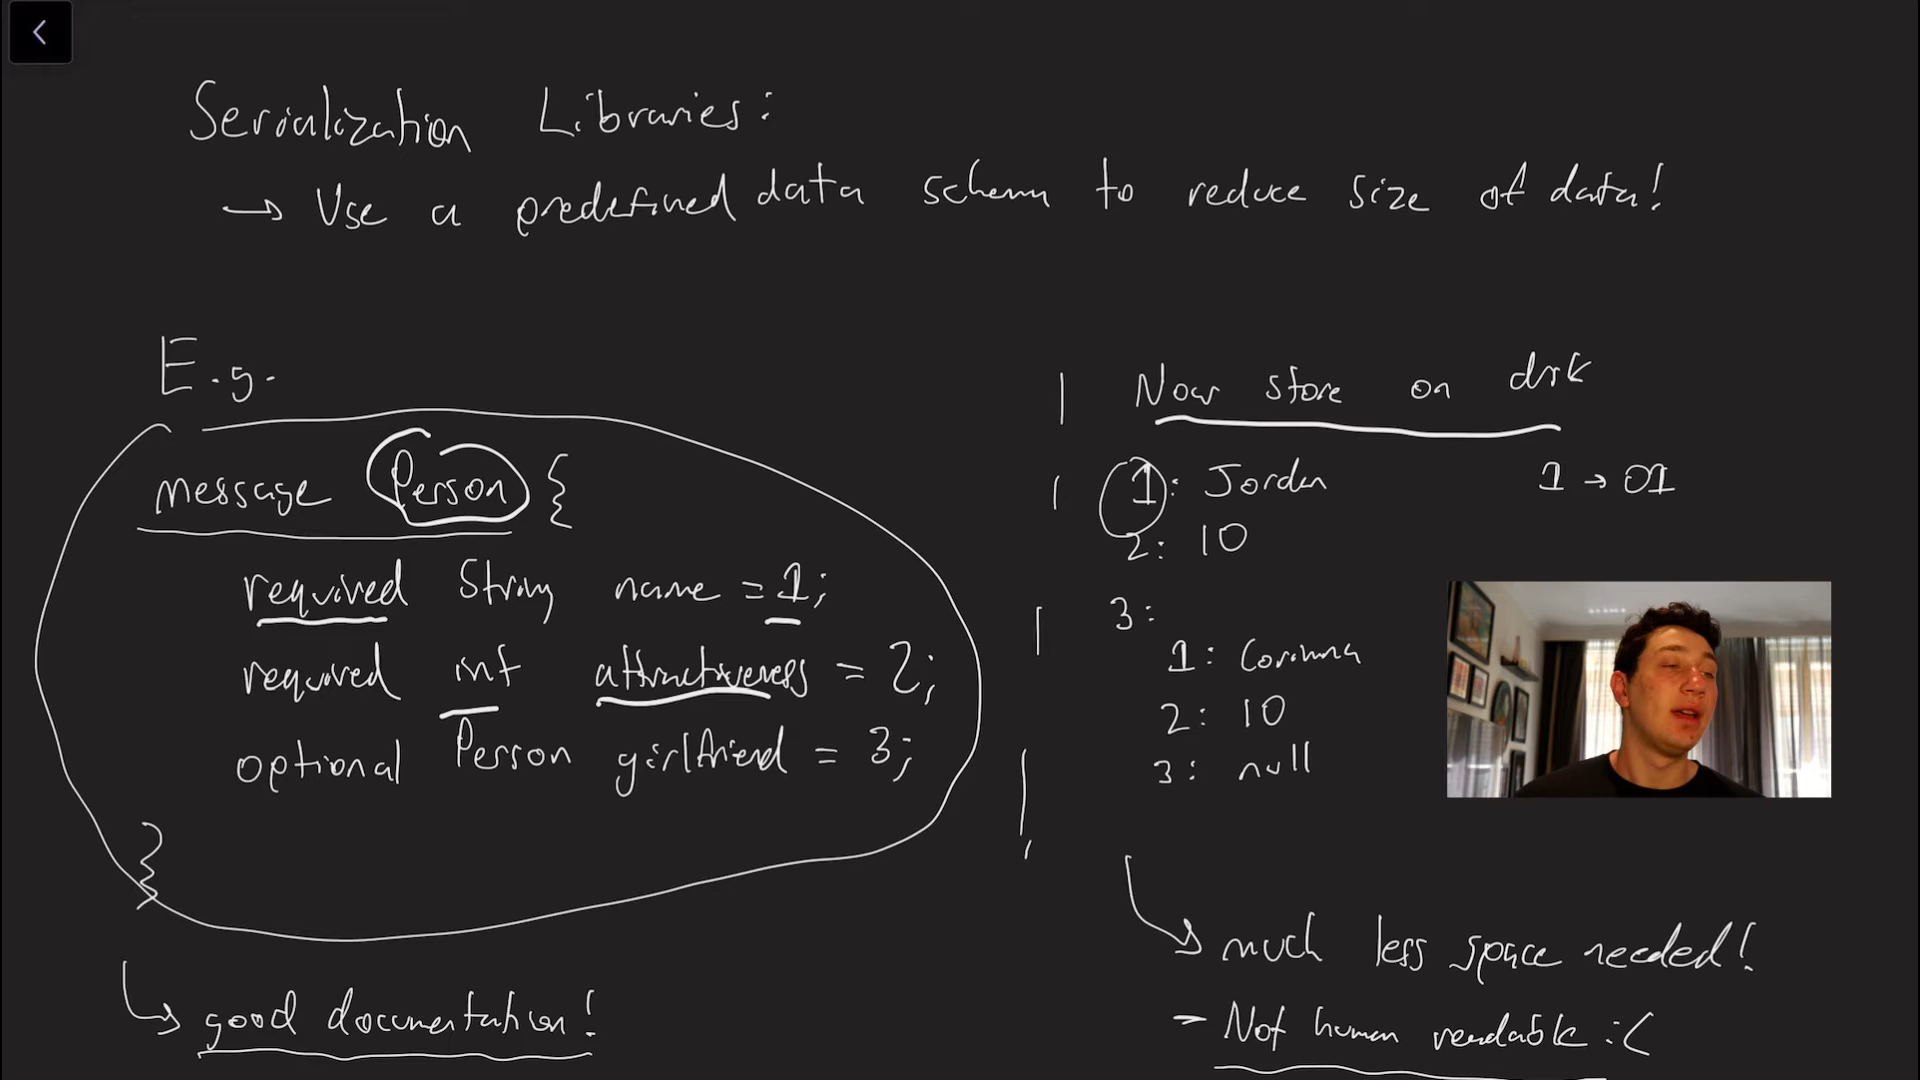 Serialization Libraries:
→ Use a predefined data schema to reduce size of data!
E.g.
message Person {
required String name = 1;
required int attractiveness = 2;
optional Person girlfriend = 3;
}
↳ good documentation!
Now store on disk
1: Jordan
1 → 01
2: 10
3:
1: Corinna
2: 10
3: null
↳ much less space needed!
- Not human readable :(